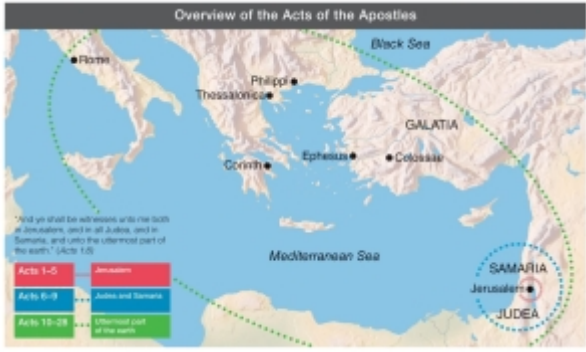 Overview of the Acts of the Apostles
Black Sea
Rome
Philippi
Thessalonica
GALATIA
Ephesus
Colossae
Corinth
"And ye shall be witnesses unto me both
in Jerusalem, and in all Judea, and in
Samaria, and unto the uttermost part of
the earth." (Acts 1:8)
Mediterranean Sea
SAMARIA
Jerusalem
JUDEA
Acts 1–5 Jerusalem
Acts 6–9 Judea and Samaria
Acts 10–28 Uttermost part
of the earth